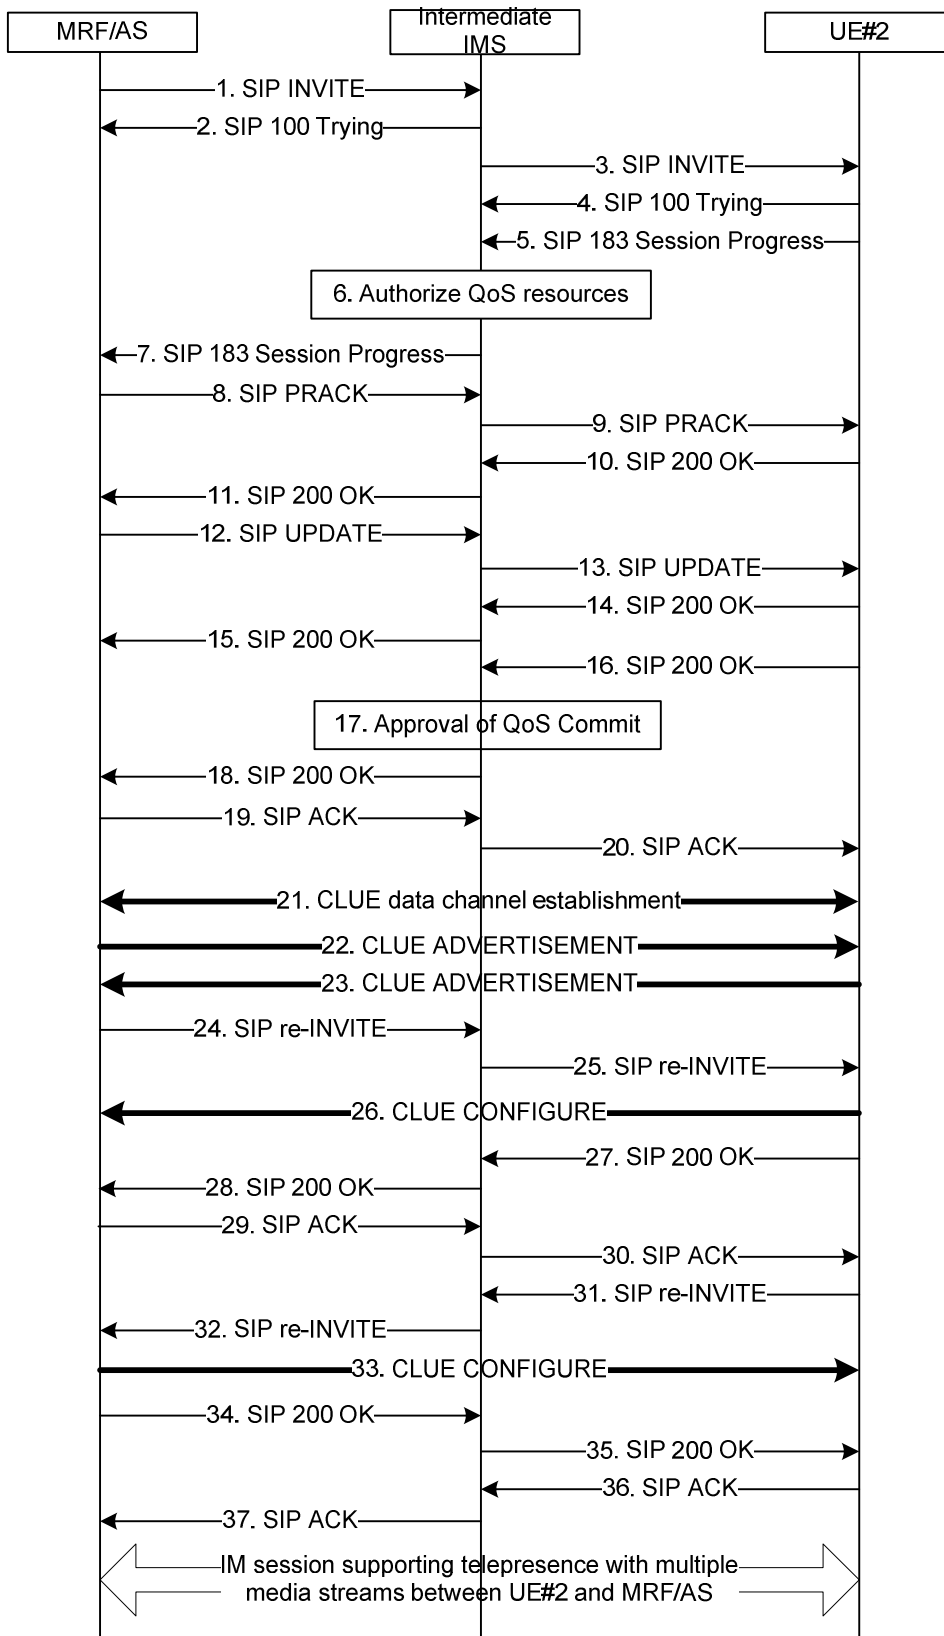 MRF/AS
Intermediate
IMS
UE#2
1. SIP INVITE
2. SIP 100 Trying
3. SIP INVITE
4. SIP 100 Trying
5. SIP 183 Session Progress
6. Authorize QoS resources
7. SIP 183 Session Progress
8. SIP PRACK
9. SIP PRACK
10. SIP 200 OK
11. SIP 200 OK
12. SIP UPDATE
13. SIP UPDATE
14. SIP 200 OK
15. SIP 200 OK
16. SIP 200 OK
17. Approval of QoS Commit
18. SIP 200 OK
19. SIP ACK
20. SIP ACK
21. CLUE data channel establishment
22. CLUE ADVERTISEMENT
23. CLUE ADVERTISEMENT
24. SIP re-INVITE
25. SIP re-INVITE
26. CLUE CONFIGURE
27. SIP 200 OK
28. SIP 200 OK
29. SIP ACK
30. SIP ACK
31. SIP re-INVITE
32. SIP re-INVITE
33. CLUE CONFIGURE
34. SIP 200 OK
35. SIP 200 OK
36. SIP ACK
37. SIP ACK
IM session supporting telepresence with multiple
media streams between UE#2 and MRF/AS